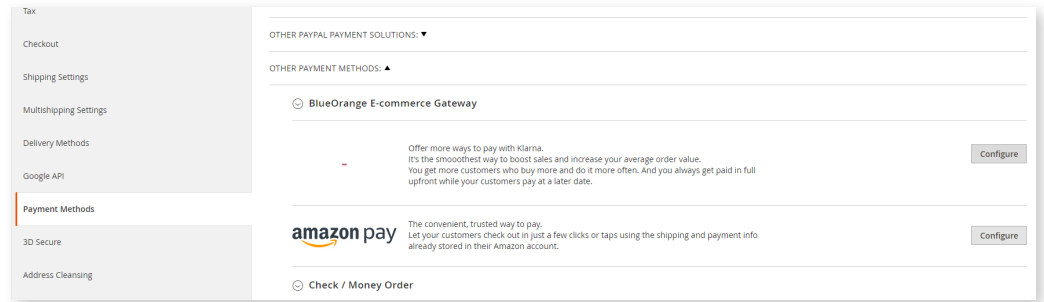 Tax
Checkout
Shipping Settings
Multishipping Settings
Delivery Methods
Google API
Payment Methods
3D Secure
Address Cleansing
OTHER PAYPAL PAYMENT SOLUTIONS:
OTHER PAYMENT METHODS:
BlueOrange E-commerce Gateway
Offer more ways to pay with Klarna.
It's the smooothest way to boost sales and increase your average order value.
You get more customers who buy more and do it more often. And you always get paid in full
upfront while your customers pay at a later date.
Configure
amazon pay
The convenient, trusted way to pay.
Let your customers check out in just a few clicks or taps using the shipping and payment info
already stored in their Amazon account.
Configure
Check / Money Order